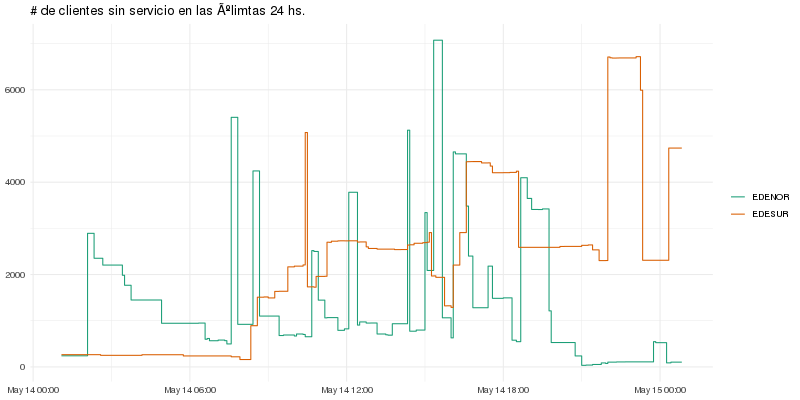 # de clientes sin servicio en las Ãºlimtas 24 hs.
6000
4000
2000
0
May 14 00:00
May 14 06:00
May 14 12:00
May 14 18:00
May 15 00:00
EDENOR
EDESUR